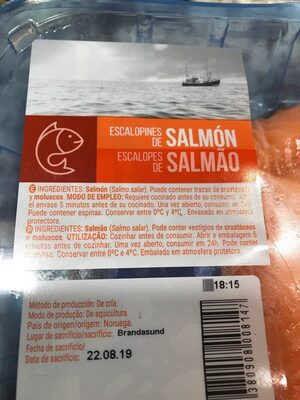 ESCALOPINES
DE SALMÓN
ESCALOPES
DE SALMÃO
E INGREDIENTES: Salmón (Salmo salar). Puede contener trazas de crustáceos
y moluscos. MODO DE EMPLEO: Requiere cocinado antes de su consumo.
el envase 5 minutos antes de su cocinado. Una vez abierto, consumir en
Puede contener espinas. Conservar entre 0ºC y 4ºC, Envasado en atmósfera
protectora.
P INGREDIENTES: Salmão (Salmo salar). Pode conter vestígios de crustáceos
e moluscos. UTILIZAÇÃO: Cozinhar antes de consumir. Abrir a embalagem 5
minutos antes de cozinhar. Uma vez aberto, consumir em 24h. Pode conter
espinhas. Conservar entre 0ºC e 4ºC. Embalado em atmosfera protetora.
18:15
Método de producción: De cría.
Modo de produção: De aquicultura.
País de origen/origem: Noruega.
Lugar de sacrificio/sacrifício: Brandasund
Fecha de sacrificio/
Data de sacrifício: 22.08.19
380908008147